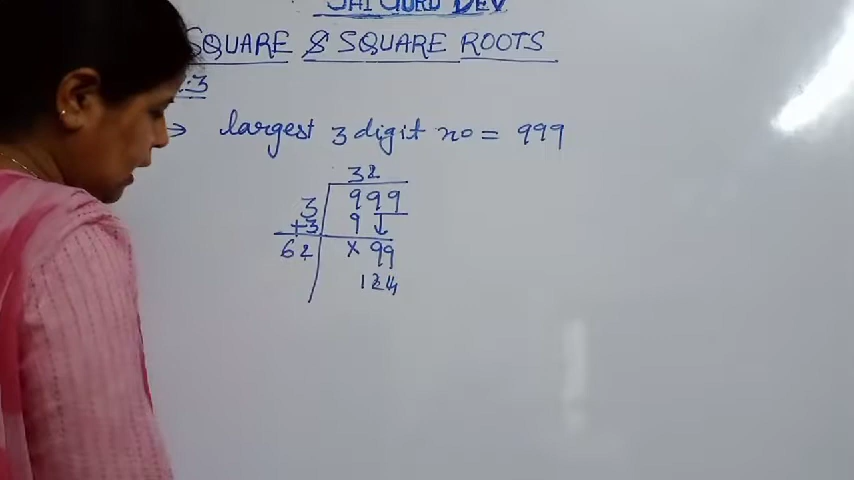 JAI GURU DEV
SQUARE & SQUARE ROOTS
:3
⇒ largest 3 digit no = 999
32
3 999
+3 9 ↓
62 x 99
124